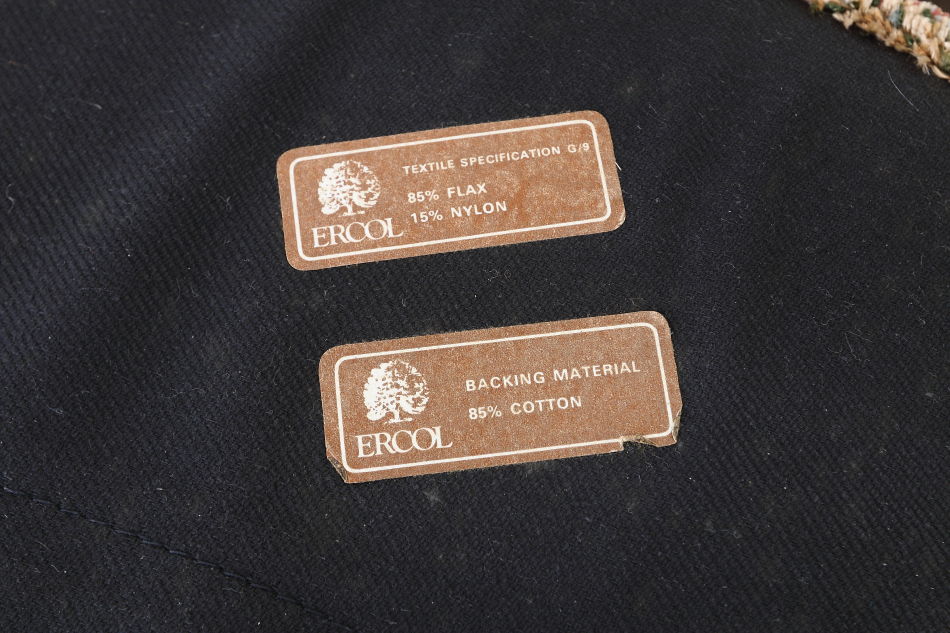 TEXTILE SPECIFICATION G/9
85% FLAX
15% NYLON
ERCOL
BACKING MATERIAL
85% COTTON
ERCOL